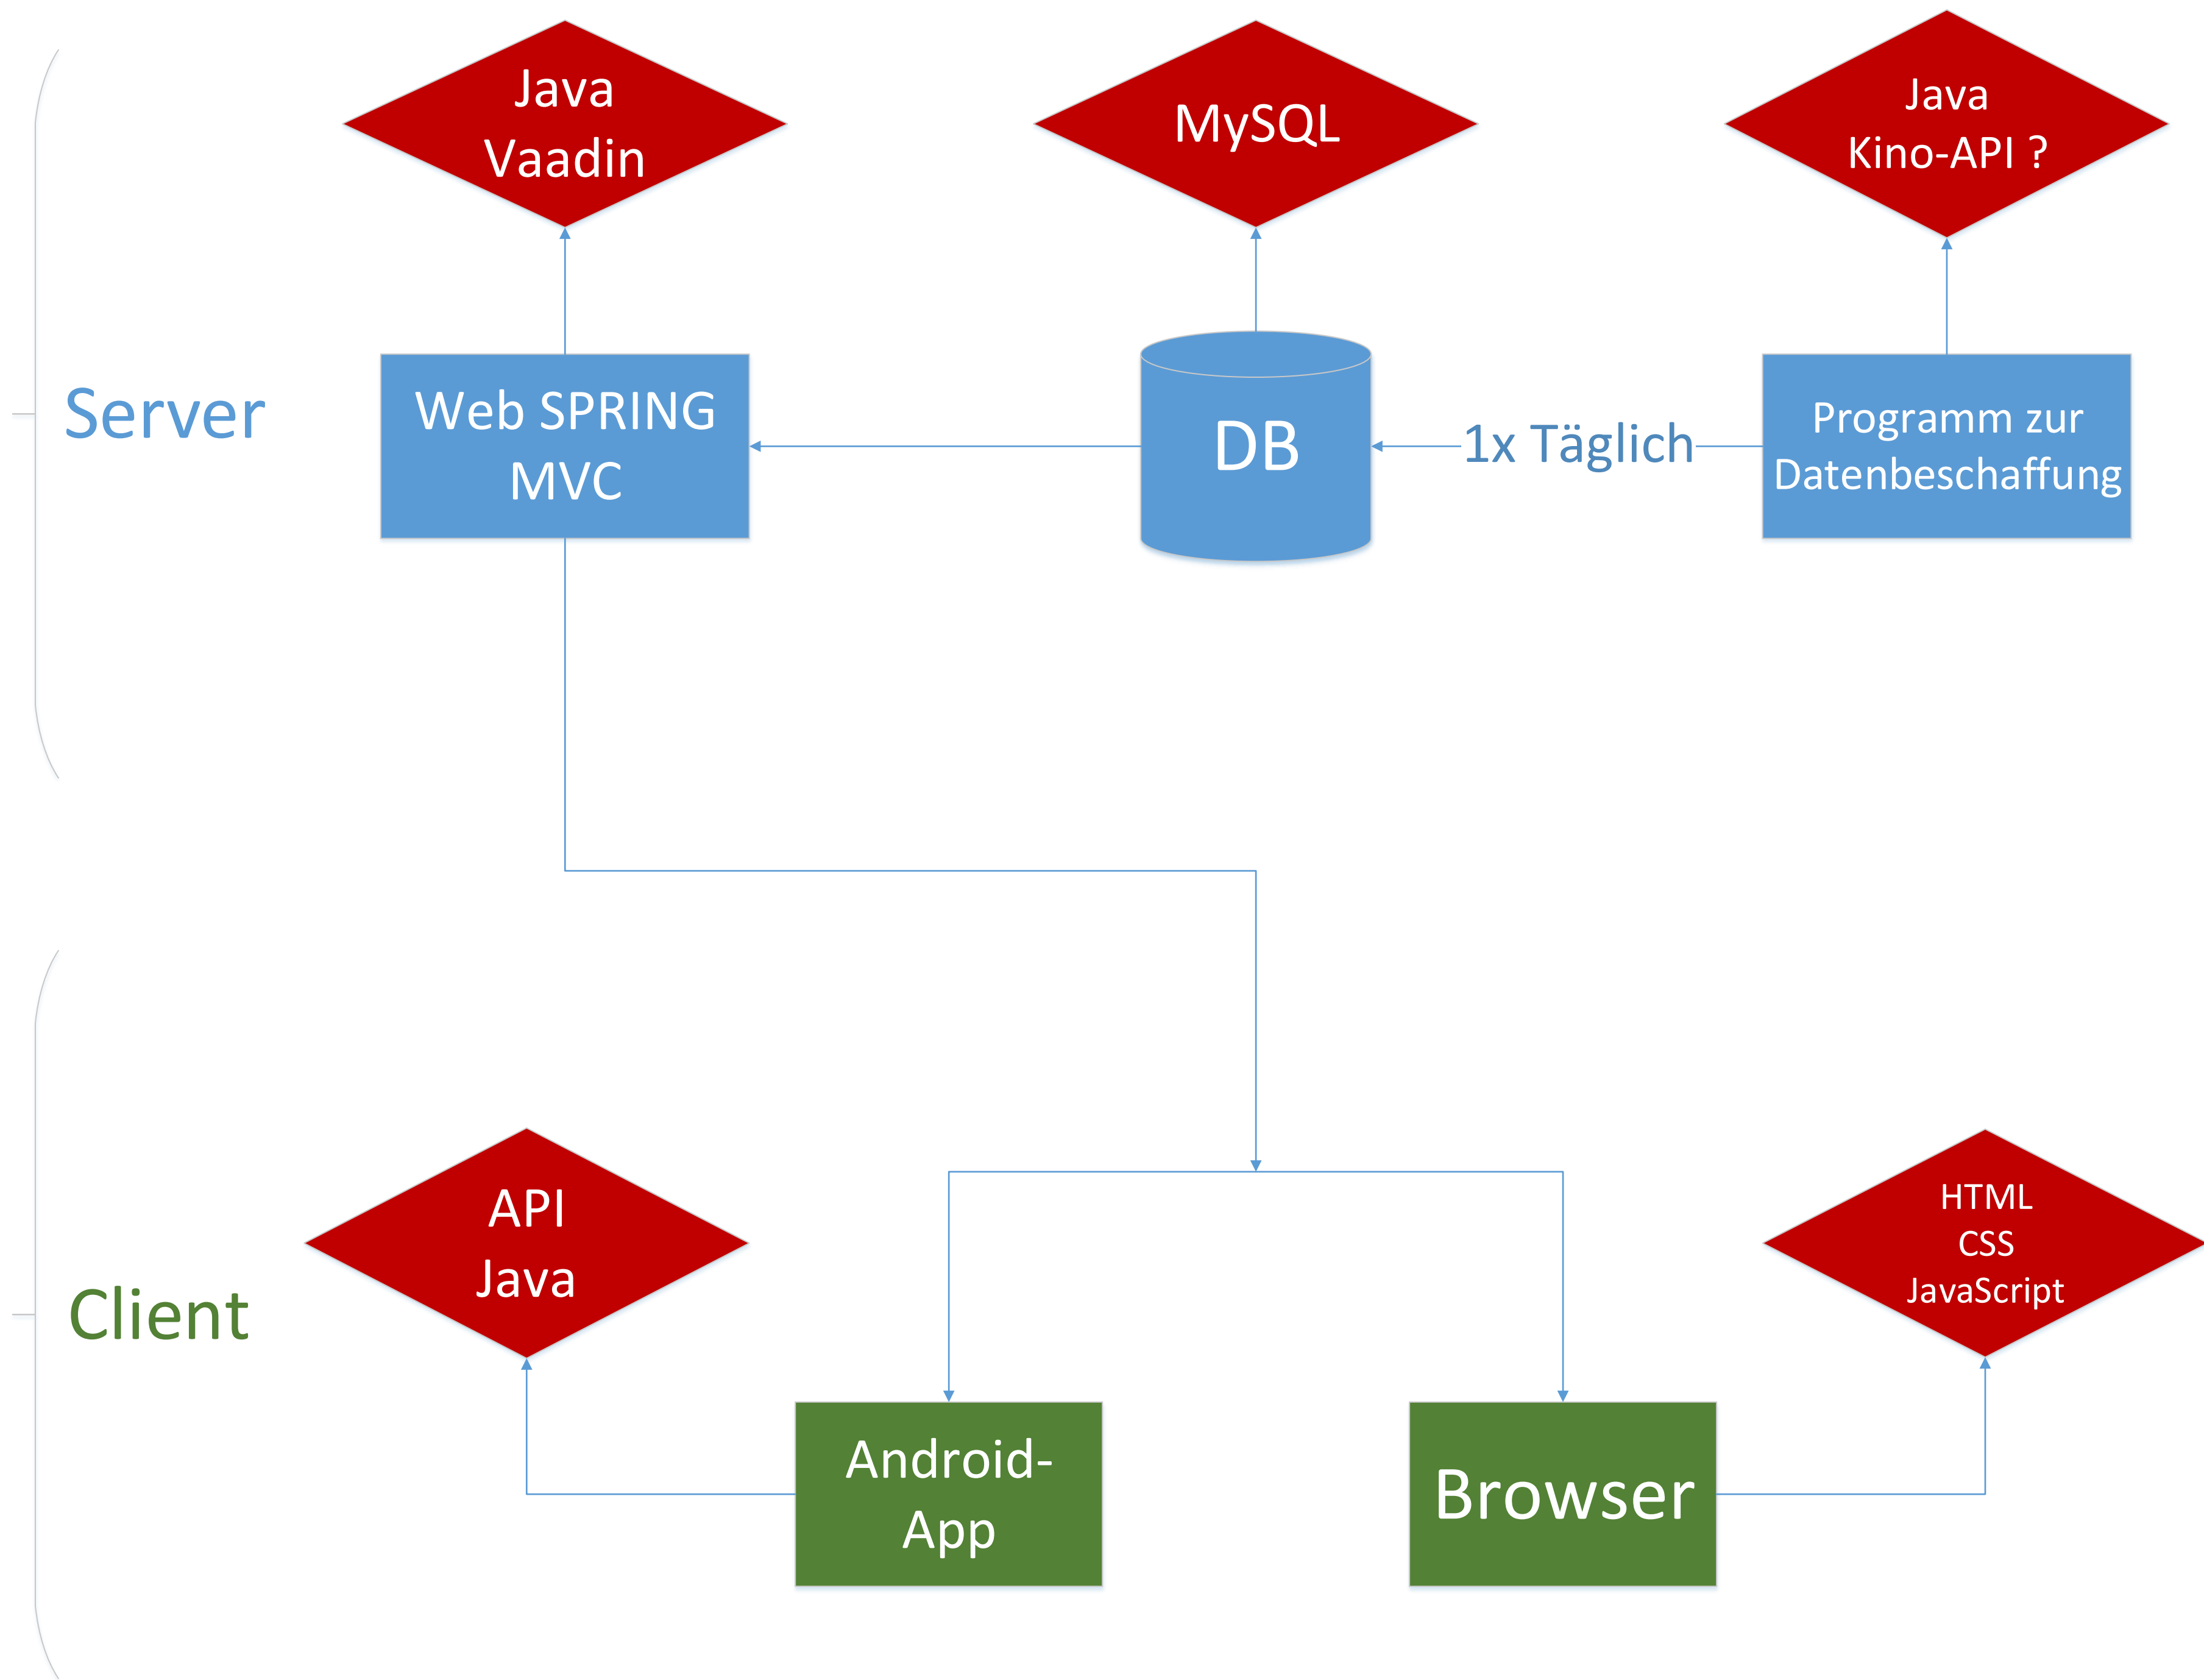 Java
Vaadin
MySQL
Java
Kino-API ?
Server
Web SPRING
MVC
DB
1x Täglich
Programm zur
Datenbeschaffung
Client
API
Java
HTML
CSS
JavaScript
Android-
App
Browser